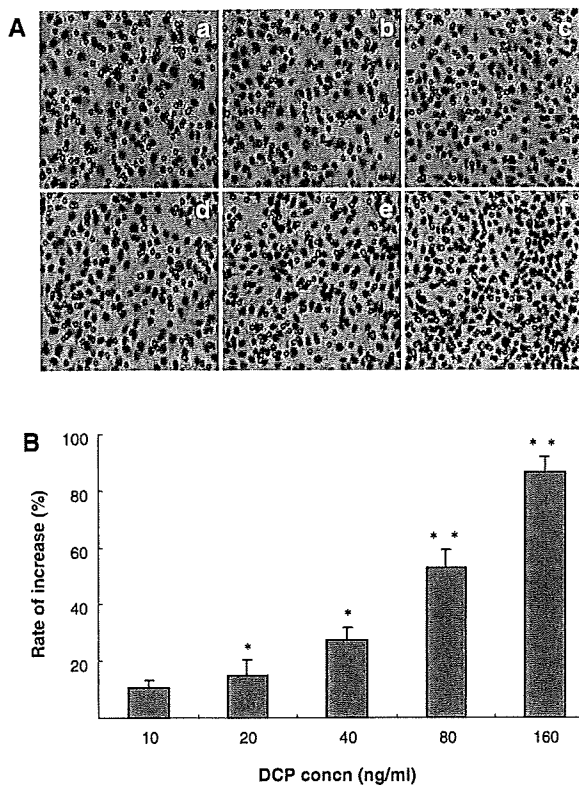 A
a b c
d e f
B
100
80
60
40
20
Rate of increase (%)
*
*
* *
* *
10 20 40 80 160
DCP concn (ng/ml)